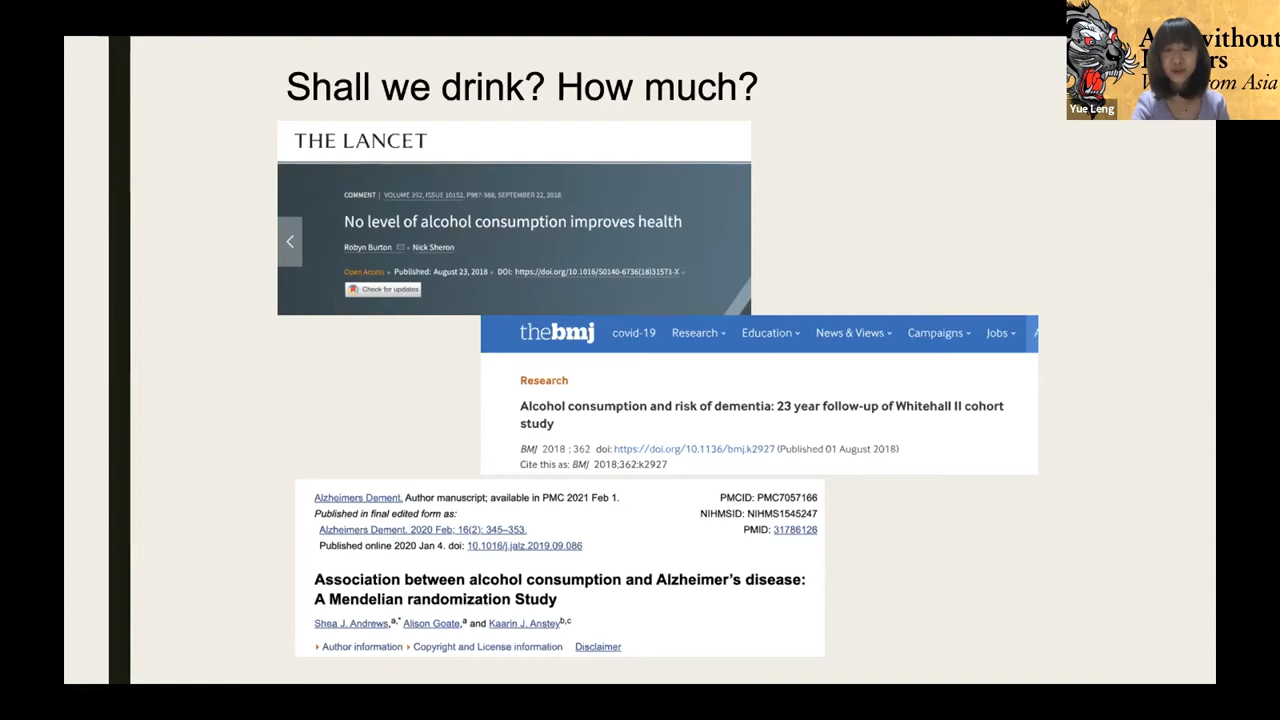 Shall we drink? How much?
THE LANCET
COMMENT | VOLUME 392, ISSUE 10152, P987-988, SEPTEMBER 22, 2018
No level of alcohol consumption improves health
Robyn Burton • Nick Sheron
Open Access • Published: August 23, 2018 • DOI: https://doi.org/10.1016/S0140-6736(18)31571-X •
Check for updates
thebmj covid-19 Research Education News & Views Campaigns Jobs
Research
Alcohol consumption and risk of dementia: 23 year follow-up of Whitehall II cohort
study
BMJ 2018 ; 362 doi: https://doi.org/10.1136/bmj.k2927 (Published 01 August 2018)
Cite this as: BMJ 2018;362:k2927
Alzheimers Dement. Author manuscript; available in PMC 2021 Feb 1.
Published in final edited form as:
Alzheimers Dement. 2020 Feb; 16(2): 345–353.
Published online 2020 Jan 4. doi: 10.1016/j.jalz.2019.09.086
PMCID: PMC7057166
NIHMSID: NIHMS1545247
PMID: 31786126
Association between alcohol consumption and Alzheimer's disease:
A Mendelian randomization Study
Shea J. Andrews,a,* Alison Goate,a and Kaarin J. Ansteyb,c
Author information Copyright and License information Disclaimer
without
from Asia
Yue Leng